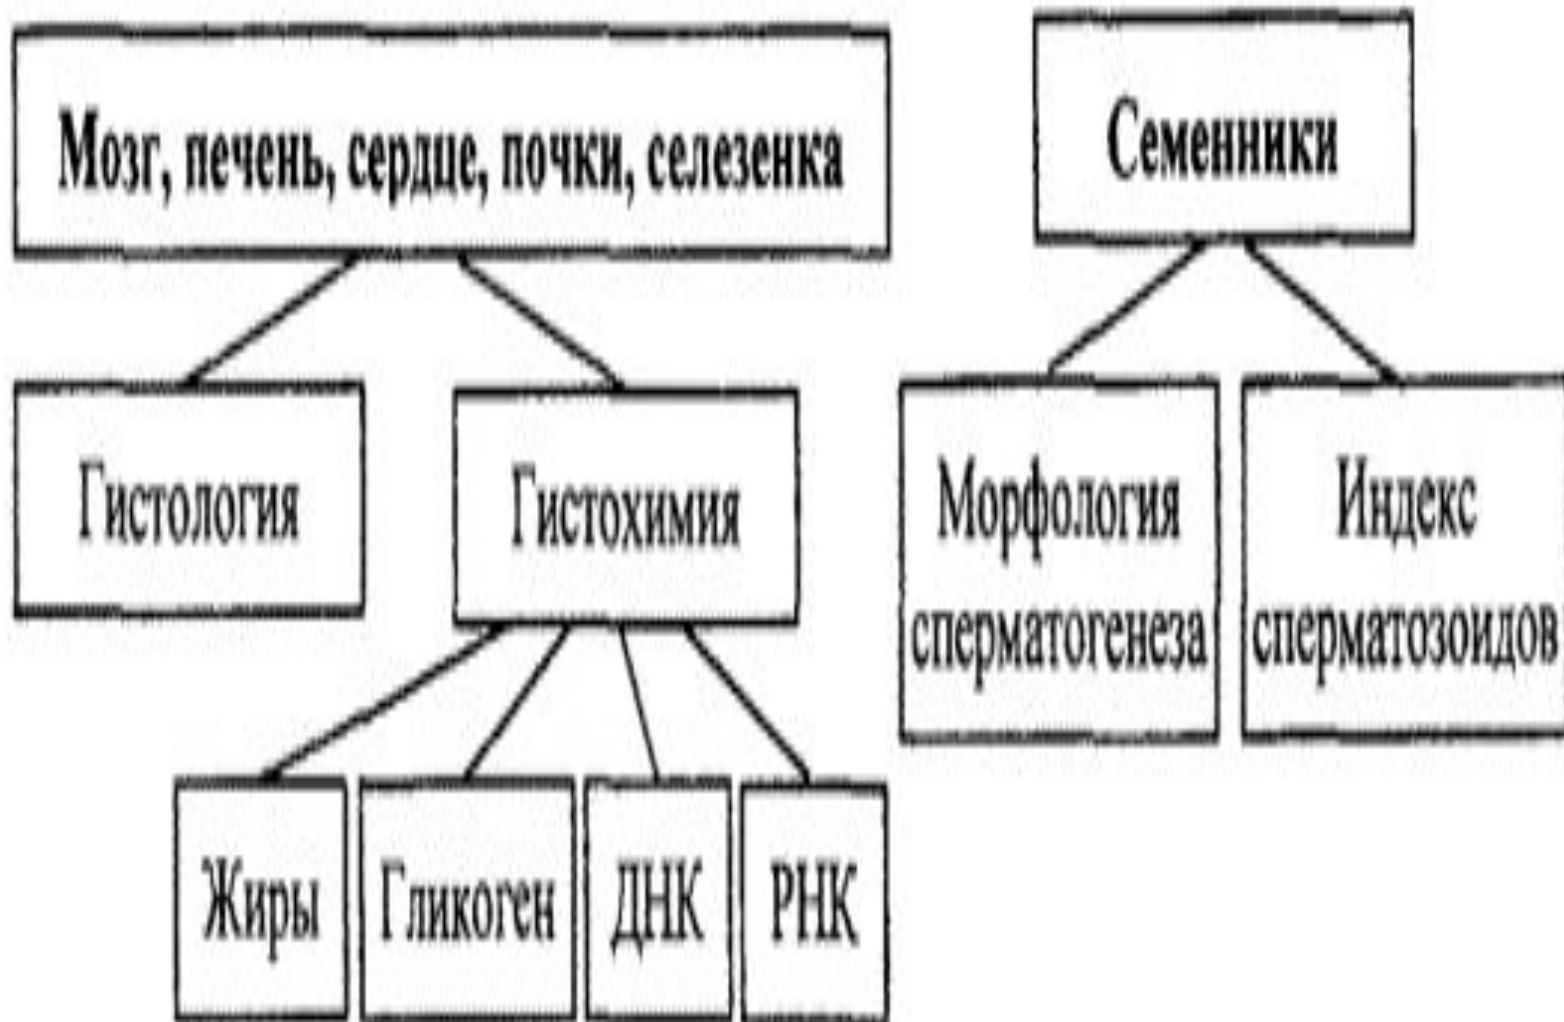 Мозг, печень, сердце, почки, селезенка
Семенники
Гистология
Гистохимия
Морфология
сперматогенеза
Индекс
сперматозоидов
Жиры
Гликоген
ДНК
РНК